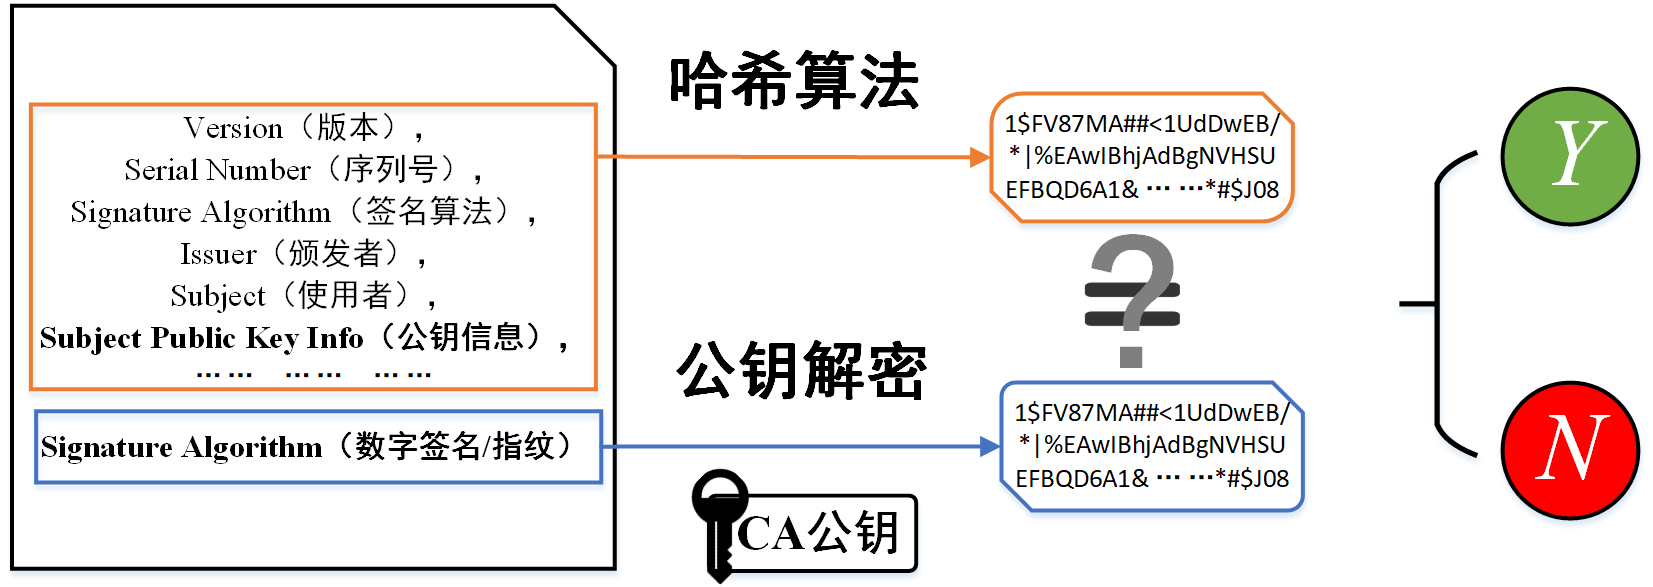 哈希算法
Version（版本），
Serial Number（序列号），
Signature Algorithm（签名算法），
Issuer（颁发者），
Subject（使用者），
Subject Public Key Info（公钥信息），
… … … … … …
1$FV87MA##<1UdDwEB/
*|%EAwIBhjAdBgNVHSU
EFBQD6A1& … …*#$J08
Y
?
=
公钥解密
Signature Algorithm（数字签名/指纹）
1$FV87MA##<1UdDwEB/
*|%EAwIBhjAdBgNVHSU
EFBQD6A1& … …*#$J08
N
CA公钥